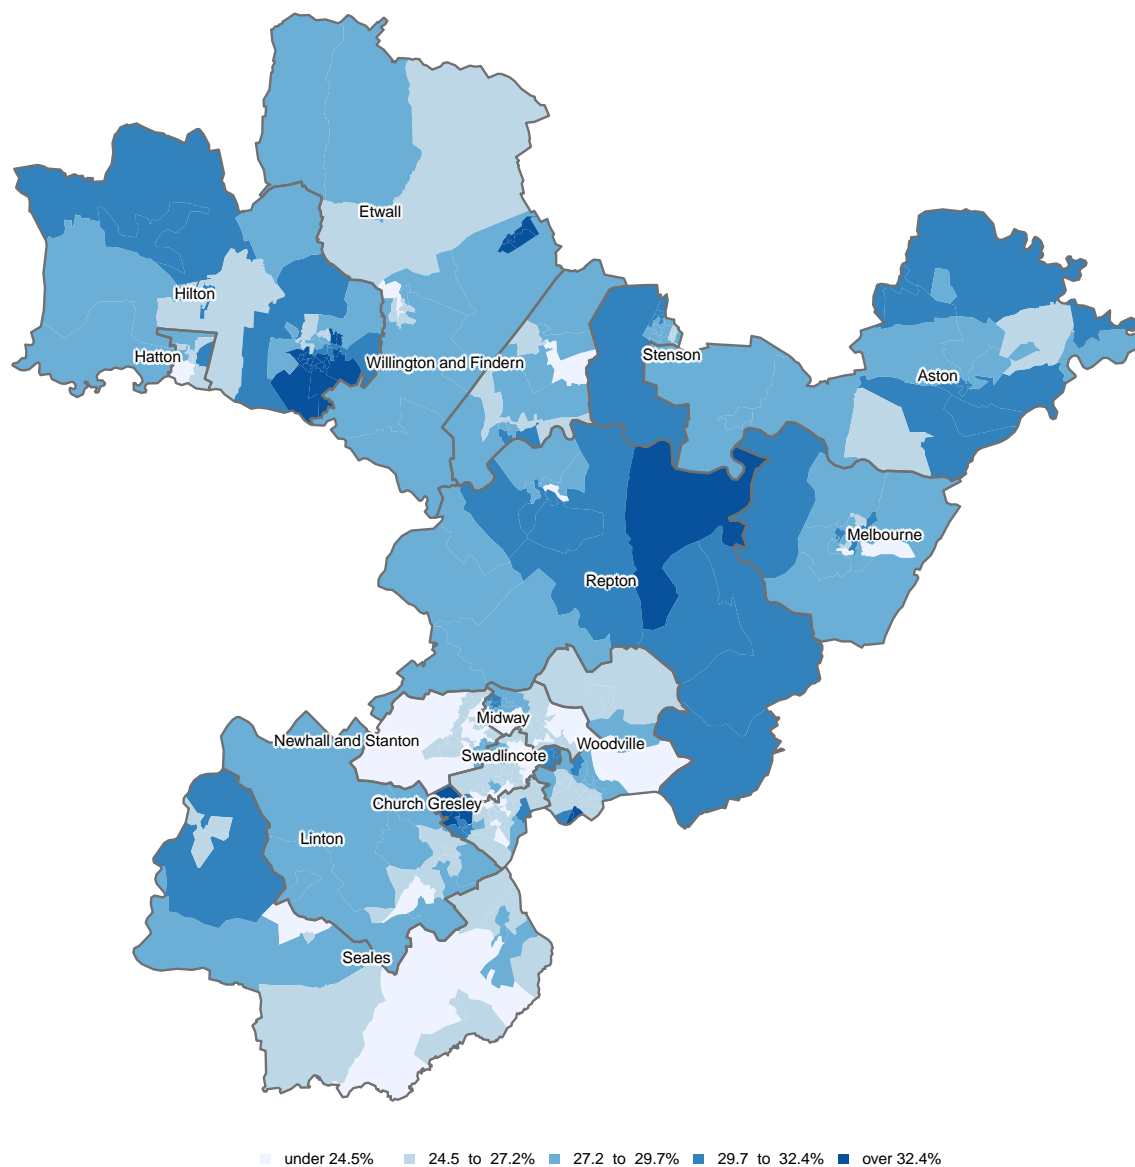 Etwall
Hilton
Hatton
Willington and Findern
Stenson
Aston
Melbourne
Repton
Midway
Newhall and Stanton
Woodville
Swadlincote
Church Gresley
Linton
Seales
under 24.5% 24.5 to 27.2% 27.2 to 29.7% 29.7 to 32.4% over 32.4%